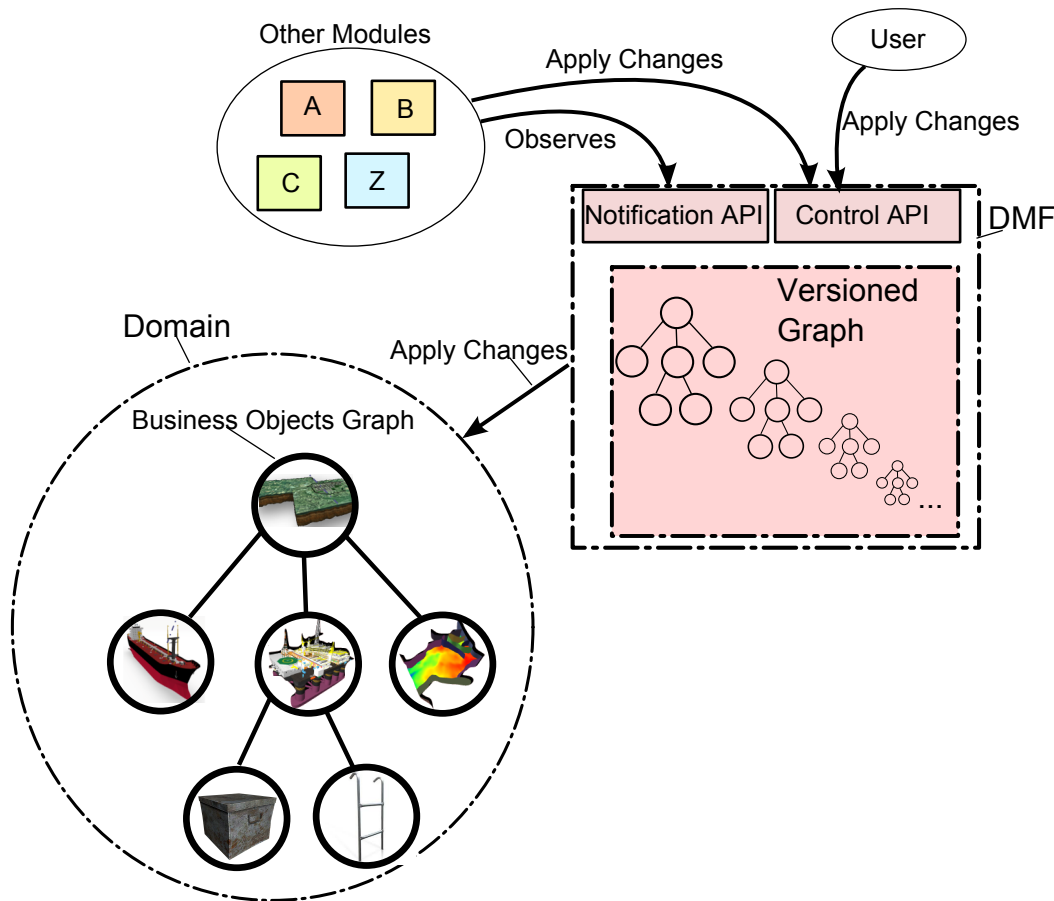 Other Modules
User
Apply Changes
A
B
Apply Changes
Observes
C
Z
Notification API
Control API
DMF
Versioned
Graph
Domain
Apply Changes
Business Objects Graph
...